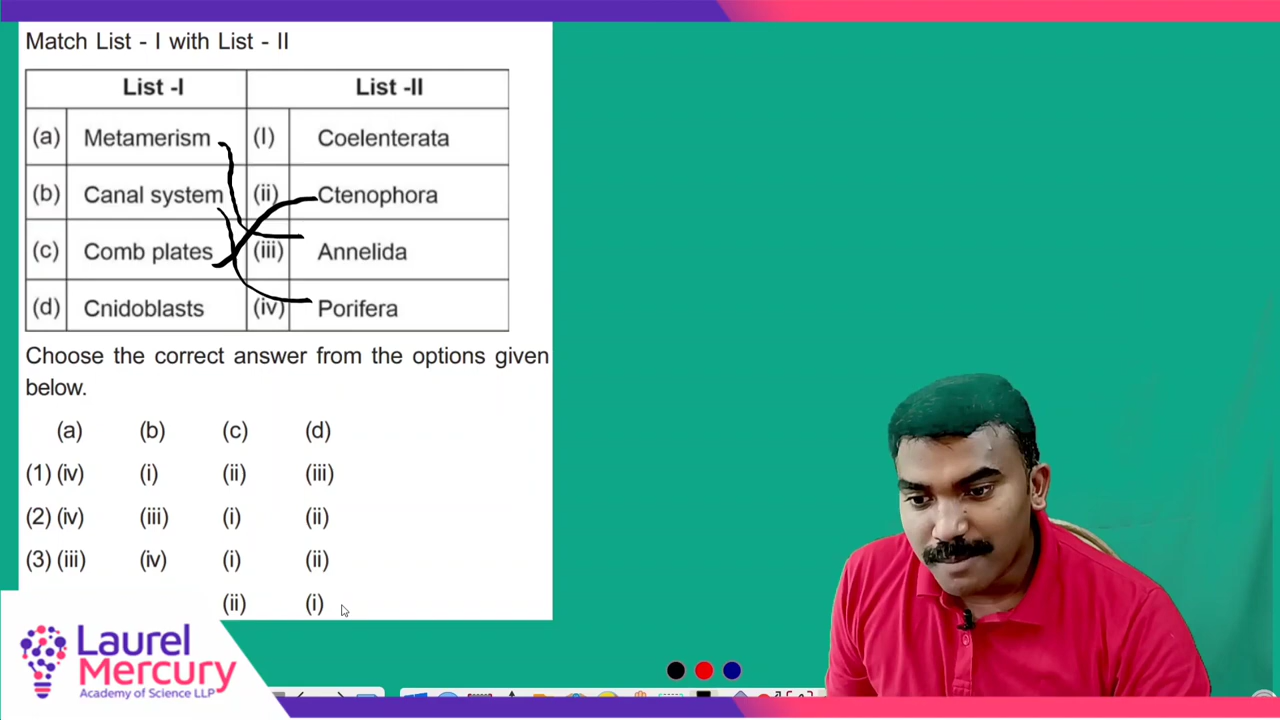 Match List - I with List - II
List -I List -II
(a) Metamerism (I) Coelenterata
(b) Canal system (ii) Ctenophora
(c) Comb plates (iii) Annelida
(d) Cnidoblasts (iv) Porifera
Choose the correct answer from the options given
below.
(a) (b) (c) (d)
(1) (iv) (i) (ii) (iii)
(2) (iv) (iii) (i) (ii)
(3) (iii) (iv) (i) (ii)
(ii) (i)
Laurel
Mercury
Academy of Science LLP